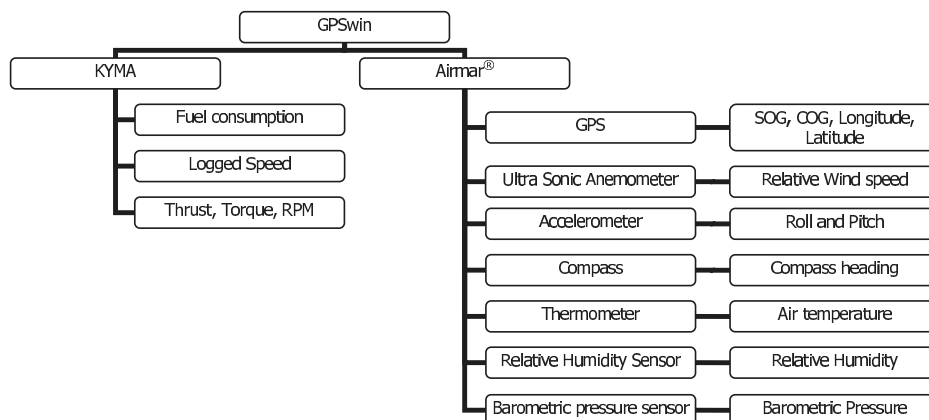 GPSwin
KYMA
Airmar®
Fuel consumption
Logged Speed
Thrust, Torque, RPM
GPS
SOG, COG, Longitude,
Latitude
Ultra Sonic Anemometer
Relative Wind speed
Accelerometer
Roll and Pitch
Compass
Compass heading
Thermometer
Air temperature
Relative Humidity Sensor
Relative Humidity
Barometric pressure sensor
Barometric Pressure